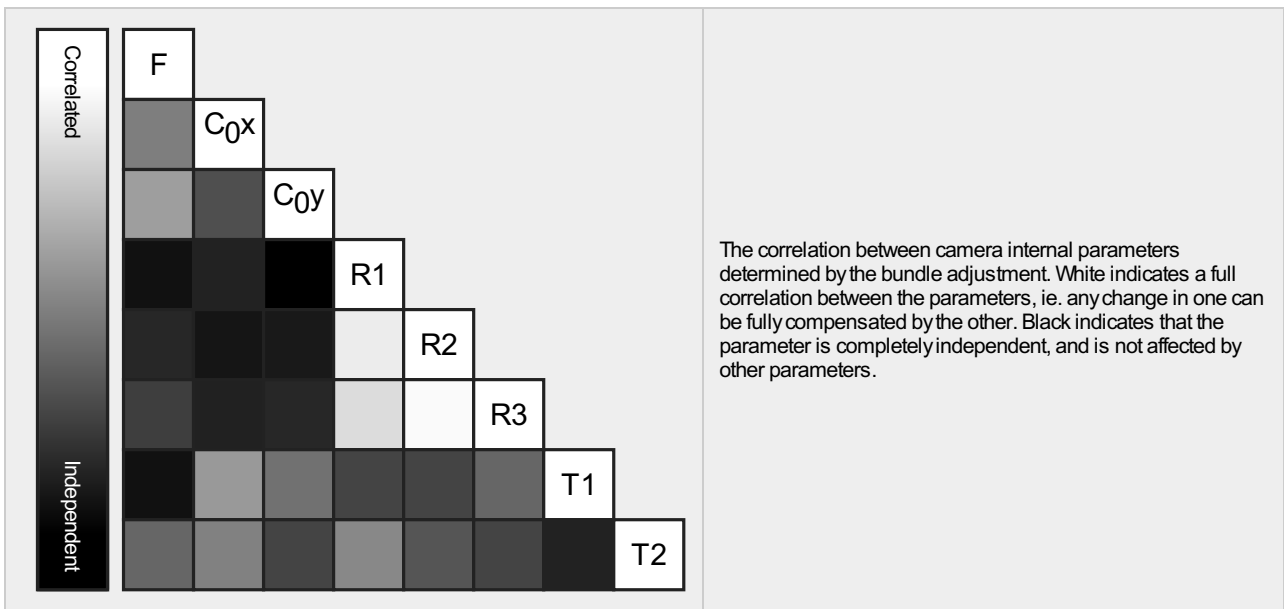 Correlated
Independent
F
C0x
C0y
R1
R2
R3
T1
T2
The correlation between camera internal parameters
determined by the bundle adjustment. White indicates a full
correlation between the parameters, ie. any change in one can
be fully compensated by the other. Black indicates that the
parameter is completely independent, and is not affected by
other parameters.